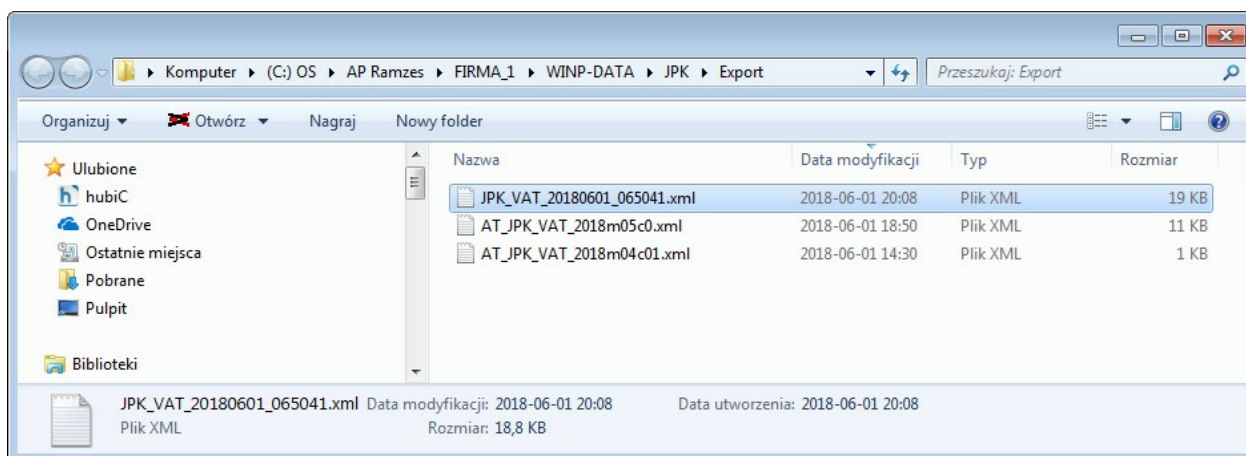 Komputer ▸ (C:) OS ▸ AP Ramzes ▸ FIRMA_1 ▸ WINP-DATA ▸ JPK ▸ Export
Przeszukaj: Export
Organizuj Otwórz Nagraj Nowy folder
Ulubione
hubiC
OneDrive
Ostatnie miejsca
Pobrane
Pulpit
Biblioteki
Nazwa Data modyfikacji Typ Rozmiar
JPK_VAT_20180601_065041.xml 2018-06-01 20:08 Plik XML 19 KB
AT_JPK_VAT_2018m05c0.xml 2018-06-01 18:50 Plik XML 11 KB
AT_JPK_VAT_2018m04c01.xml 2018-06-01 14:30 Plik XML 1 KB
JPK_VAT_20180601_065041.xml Data modyfikacji: 2018-06-01 20:08 Data utworzenia: 2018-06-01 20:08
Plik XML Rozmiar: 18,8 KB